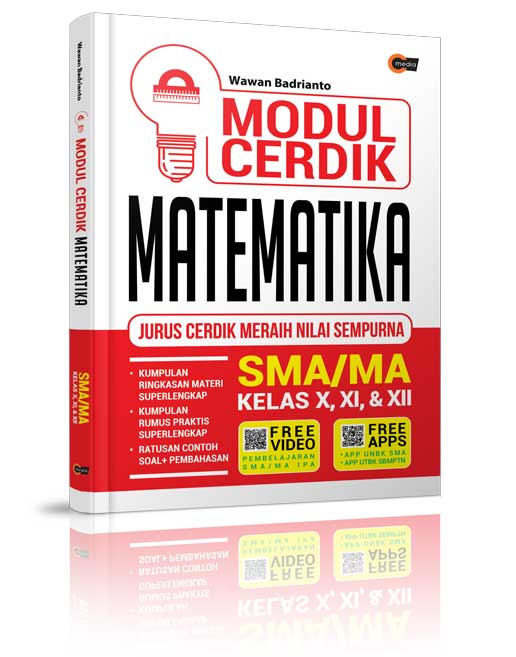 Wawan Badrianto
C media
MODUL
CERDIK
MATEMATIKA
JURUS CERDIK MERAIH NILAI SEMPURNA
• KUMPULAN
RINGKASAN MATERI
SUPERLENGKAP
• KUMPULAN
RUMUS PRAKTIS
SUPERLENGKAP
• RATUSAN CONTOH
SOAL+ PEMBAHASAN
SMA/MA
KELAS X, XI, & XII
FREE
VIDEO
PEMBELAJARAN
SMA/MA IPA
FREE
APPS
• APP UNBK SMA
• APP UTBK SBMPTN
Wawan Badrianto
MODUL CERDIK MATEMATIKA
SMA/MA
KELAS X, XI, & XII